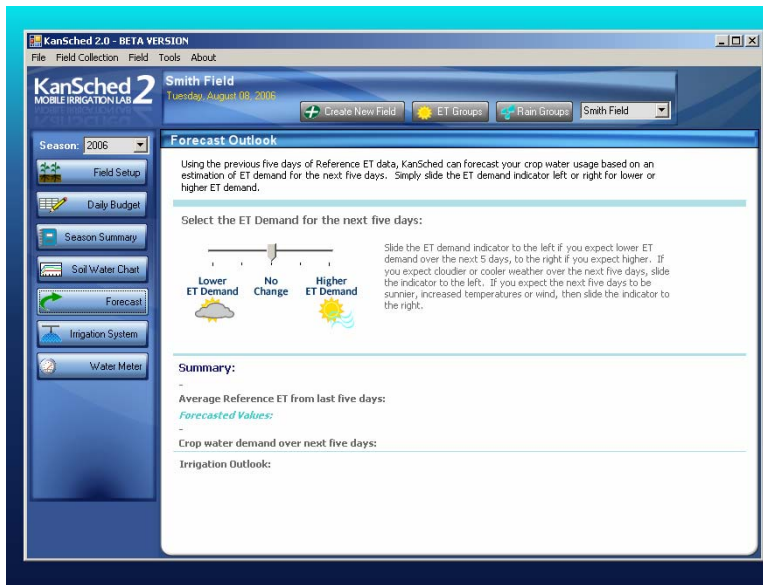 KanSched 2.0 - BETA VERSION
File Field Collection Field Tools About
KanSched 2
MOBILE IRRIGATION LAB
Smith Field
Tuesday, August 08, 2006
Create New Field ET Groups Rain Groups Smith Field
Season: 2006
Field Setup
Daily Budget
Season Summary
Soil Water Chart
Forecast
Irrigation System
Water Meter
Forecast Outlook
Using the previous five days of Reference ET data, KanSched can forecast your crop water usage based on an
estimation of ET demand for the next five days. Simply slide the ET demand indicator left or right for lower or
higher ET demand.
Select the ET Demand for the next five days:
Lower No Higher
ET Demand Change ET Demand
Slide the ET demand indicator to the left if you expect lower ET
demand over the next 5 days, to the right if you expect higher. If
you expect cloudier or cooler weather over the next five days, slide
the indicator to the left. If you expect the next five days to be
sunnier, increased temperatures or wind, then slide the indicator to
the right.
Summary:
-
Average Reference ET from last five days:
Forecasted Values:
-
Crop water demand over next five days:
Irrigation Outlook: